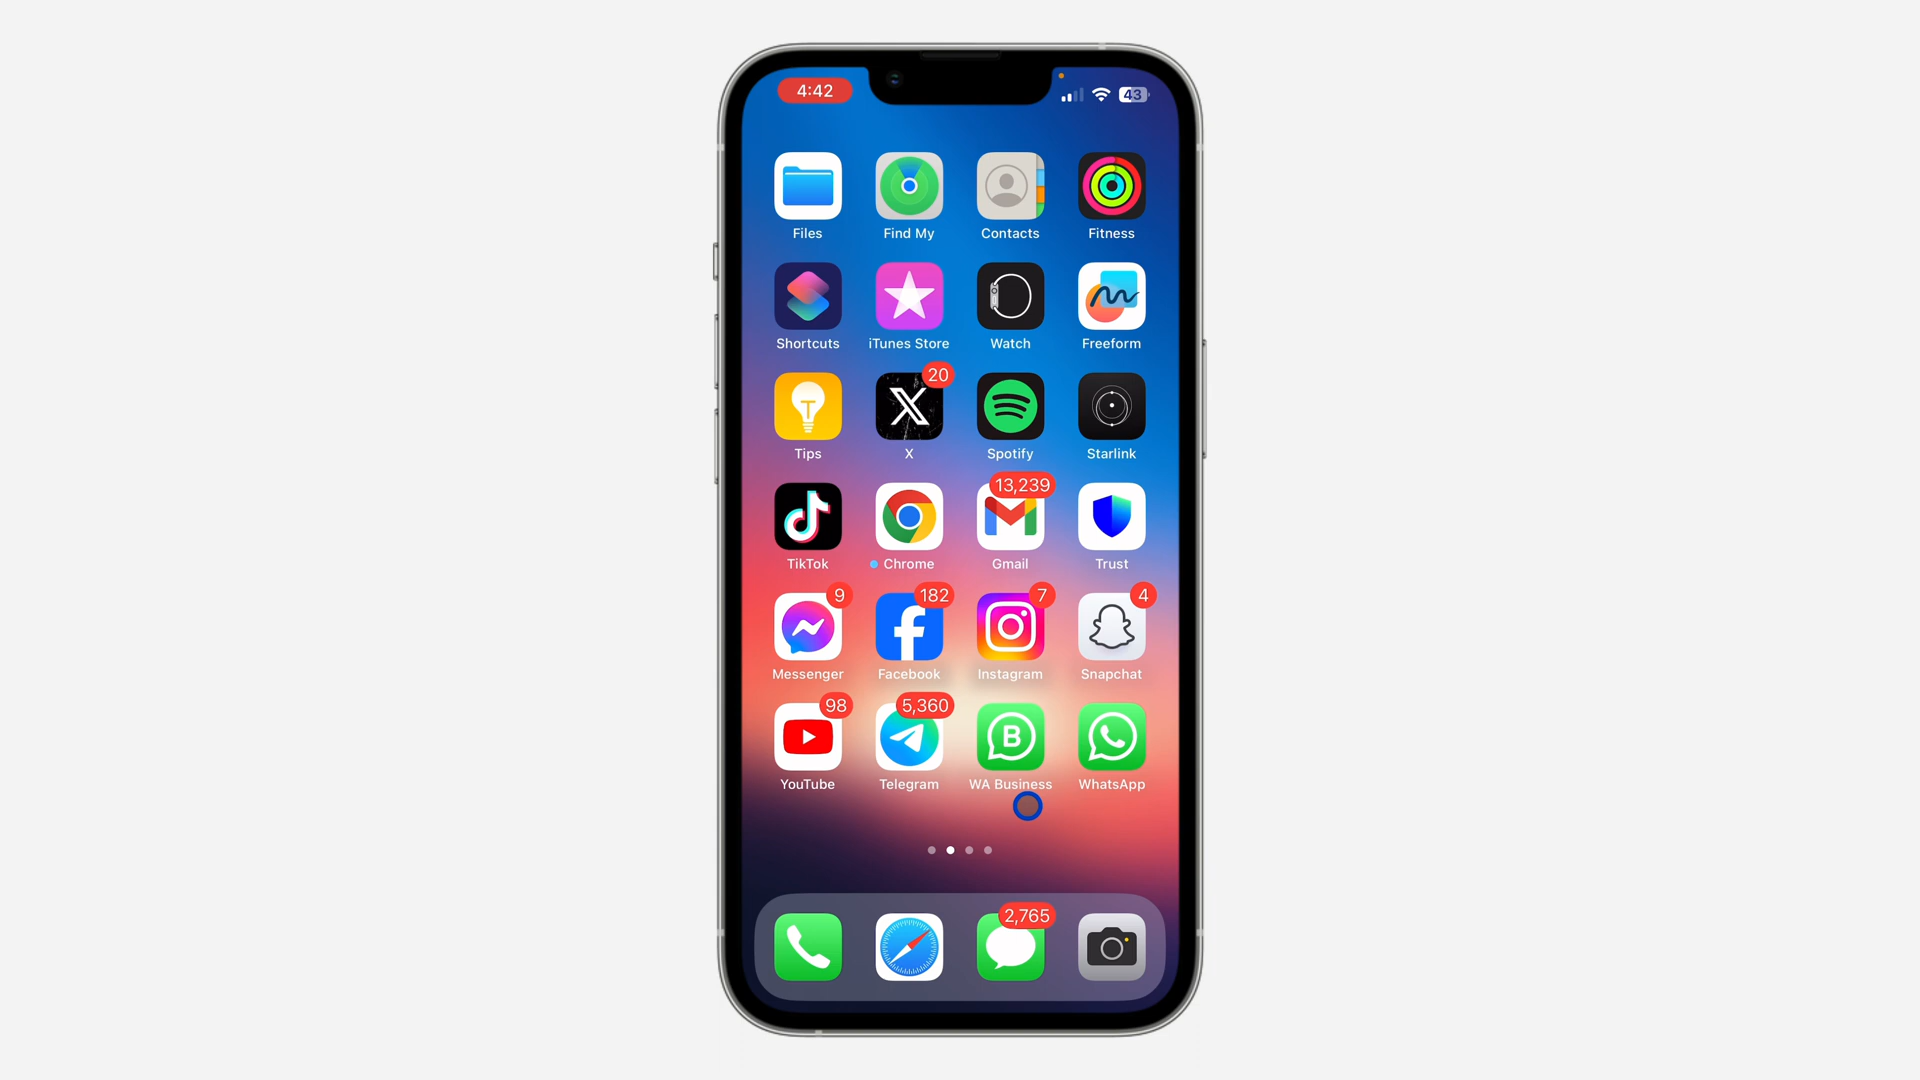 4:42
43
Files Find My Contacts Fitness
Shortcuts iTunes Store Watch Freeform
20
Tips X Spotify Starlink
13,239
TikTok Chrome Gmail Trust
9 182 7 4
Messenger Facebook Instagram Snapchat
98 5,360
B
YouTube Telegram WA Business WhatsApp
2,765